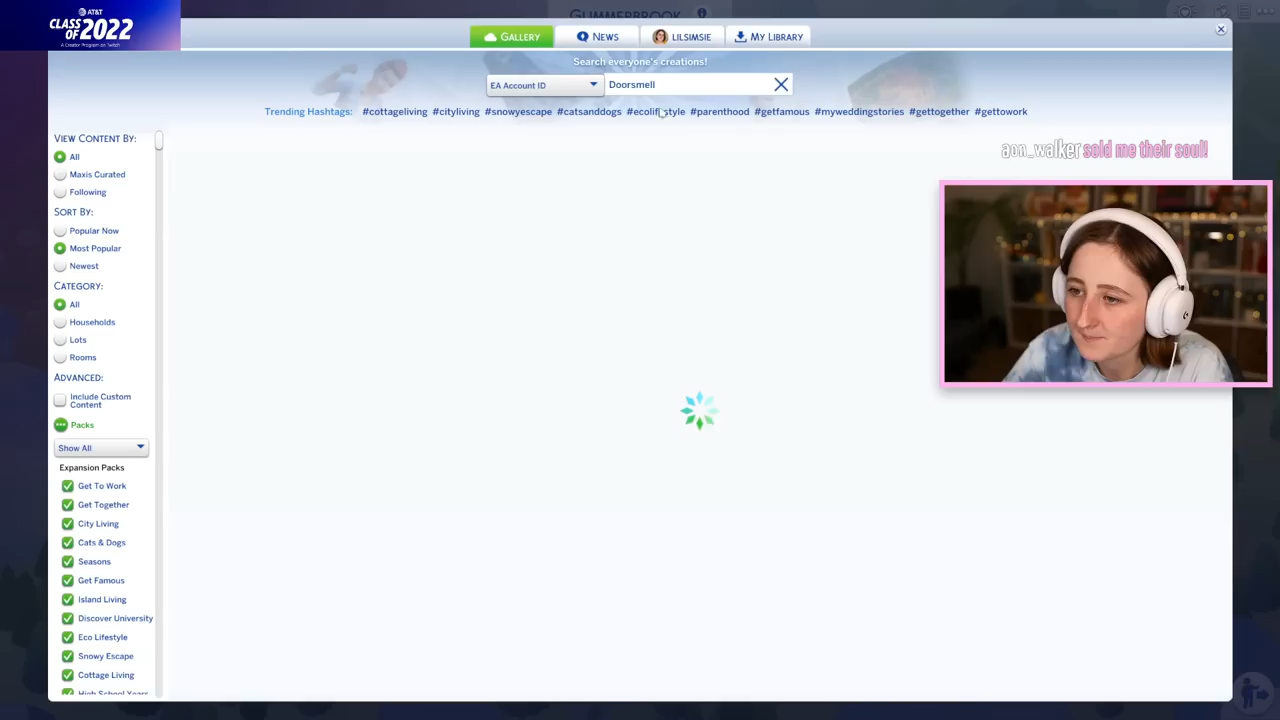 AT&T
CLASS OF 2022
A Creator Program on Twitch
GLIMMERBROOK
GALLERY
NEWS
LILSIMSIE
MY LIBRARY
Search everyone's creations!
EA Account ID
Doorsmell
Trending Hashtags: #cottageliving #cityliving #snowyescape #catsanddogs #ecolifestyle #parenthood #getfamous #myweddingstories #gettogether #gettowork
aon_walker sold me their soul!
VIEW CONTENT BY:
All
Maxis Curated
Following
SORT BY:
Popular Now
Most Popular
Newest
CATEGORY:
All
Households
Lots
Rooms
ADVANCED:
Include Custom
Content
Packs
Show All
Expansion Packs
Get To Work
Get Together
City Living
Cats & Dogs
Seasons
Get Famous
Island Living
Discover University
Eco Lifestyle
Snowy Escape
Cottage Living
High School Years